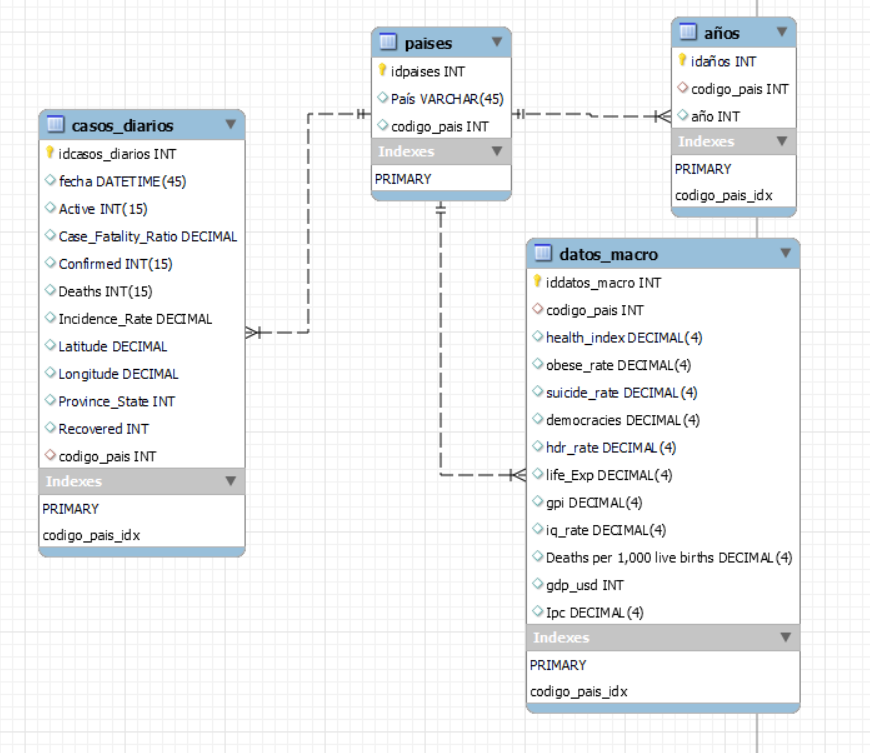 casos_diarios
idcasos_diarios INT
fecha DATETIME(45)
Active INT(15)
Case_Fatality_Ratio DECIMAL
Confirmed INT(15)
Deaths INT(15)
Incidence_Rate DECIMAL
Latitude DECIMAL
Longitude DECIMAL
Province_State INT
Recovered INT
codigo_pais INT
Indexes
PRIMARY
codigo_pais_idx
paises
idpaises INT
País VARCHAR(45)
codigo_pais INT
Indexes
PRIMARY
años
idaños INT
codigo_pais INT
año INT
Indexes
PRIMARY
codigo_pais_idx
datos_macro
iddatos_macro INT
codigo_pais INT
health_index DECIMAL(4)
obese_rate DECIMAL(4)
suicide_rate DECIMAL(4)
democracies DECIMAL(4)
hdr_rate DECIMAL(4)
life_Exp DECIMAL(4)
gpi DECIMAL(4)
iq_rate DECIMAL(4)
Deaths per 1,000 live births DECIMAL(4)
gdp_usd INT
Ipc DECIMAL(4)
Indexes
PRIMARY
codigo_pais_idx